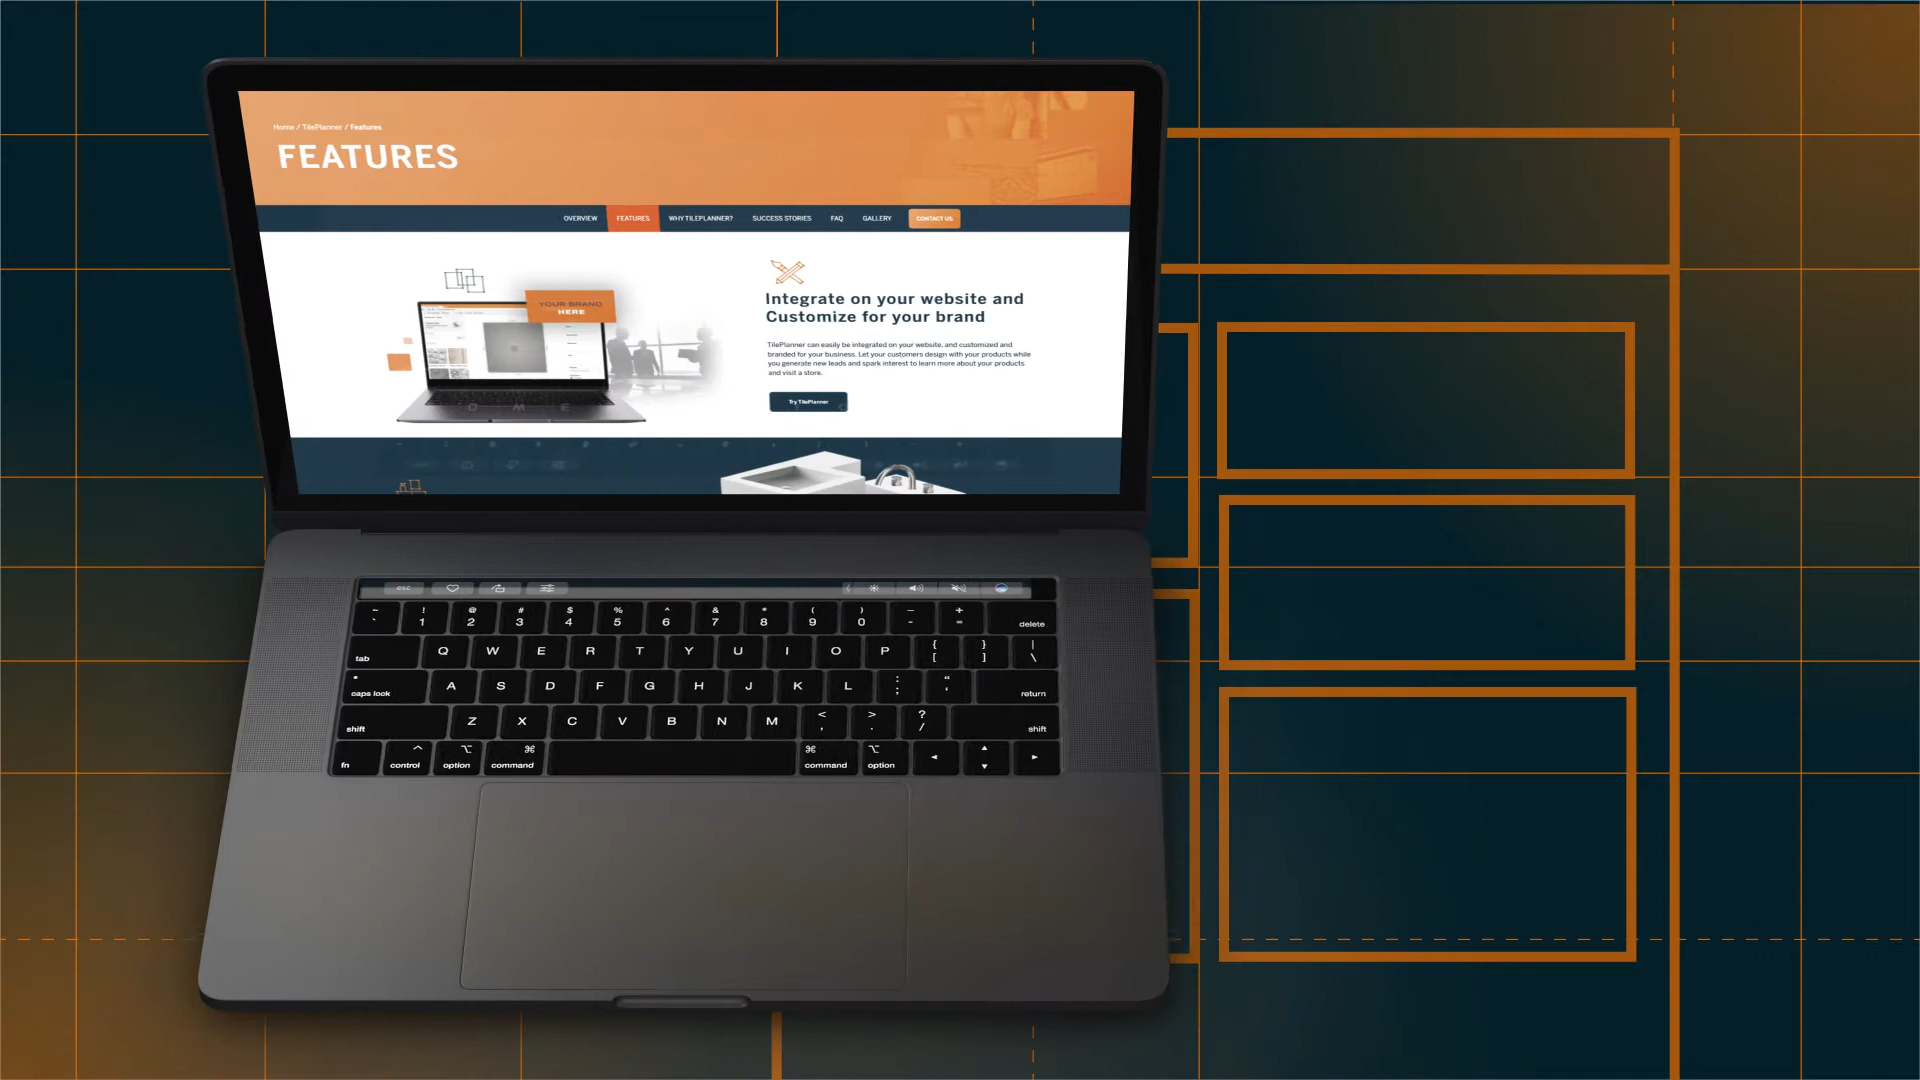 Home / TilePlanner / Features
FEATURES
OVERVIEW FEATURES WHY TILEPLANNER? SUCCESS STORIES FAQ GALLERY CONTACT US
YOUR BRAND
HERE
Integrate on your website and
Customize for your brand
TilePlanner can easily be integrated on your website, and customized and
branded for your business. Let your customers design with your products while
you generate new leads and spark interest to learn more about your products
and visit a store.
Try TilePlanner
esc
~ ! @ # $ % ^ & * ( ) — +
` 1 2 3 4 5 6 7 8 9 0 - = delete
tab Q W E R T Y U I O P { [ } ] | \
caps lock A S D F G H J K L : ; “ ‘ return
shift Z X C V B N M < , > . ? / shift
fn control option command command option